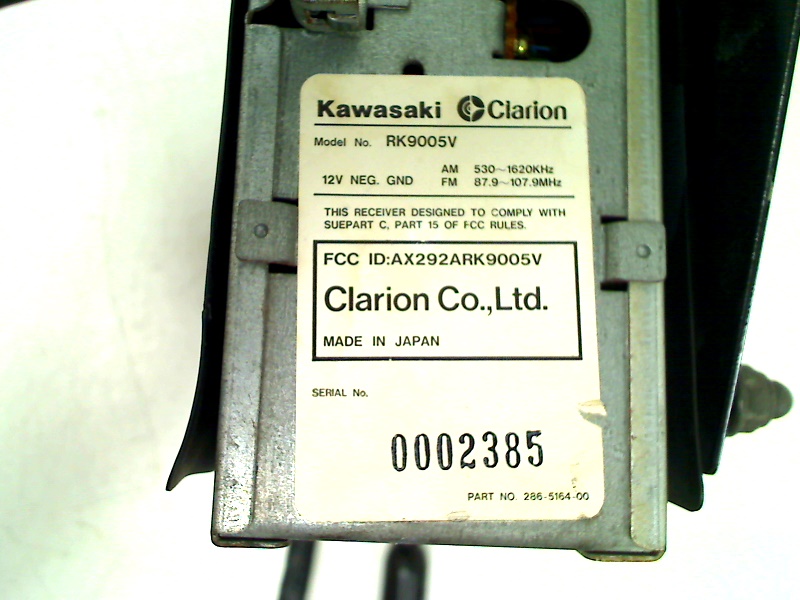 Kawasaki Clarion
Model No. RK9005V
12V NEG. GND
AM 530~1620KHz
FM 87.9~107.9MHz
THIS RECEIVER DESIGNED TO COMPLY WITH
SUEPART C, PART 15 OF FCC RULES.
FCC ID:AX292ARK9005V
Clarion Co.,Ltd.
MADE IN JAPAN
SERIAL No.
0002385
PART NO. 286-5164-00